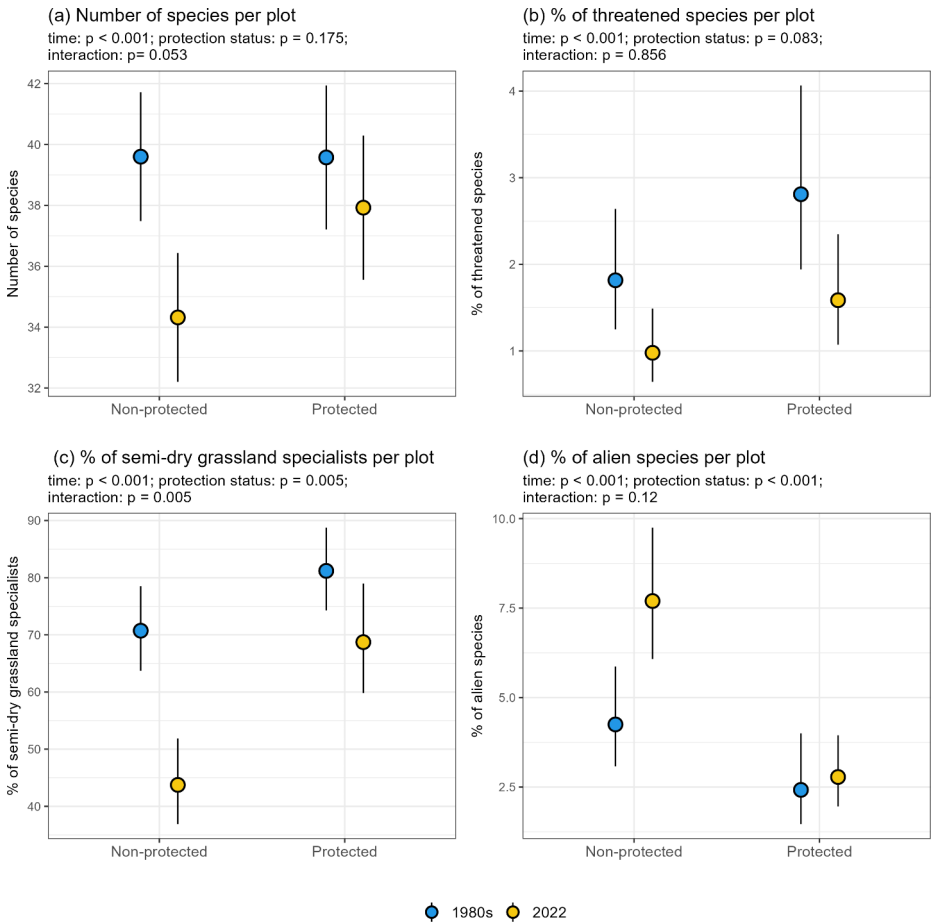 (a) Number of species per plot
time: p < 0.001; protection status: p = 0.175;
interaction: p= 0.053
Number of species
42
40
38
36
34
32
Non-protected
Protected
(b) % of threatened species per plot
time: p < 0.001; protection status: p = 0.083;
interaction: p = 0.856
% of threatened species
4
3
2
1
Non-protected
Protected
(c) % of semi-dry grassland specialists per plot
time: p < 0.001; protection status: p = 0.005;
interaction: p = 0.005
% of semi-dry grassland specialists
90
80
70
60
50
40
Non-protected
Protected
(d) % of alien species per plot
time: p < 0.001; protection status: p < 0.001;
interaction: p = 0.12
% of alien species
10.0
7.5
5.0
2.5
Non-protected
Protected
1980s
2022